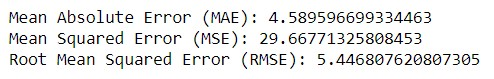 Mean Absolute Error (MAE): 4.589596699334463
Mean Squared Error (MSE): 29.66771325808453
Root Mean Squared Error (RMSE): 5.446807620807305